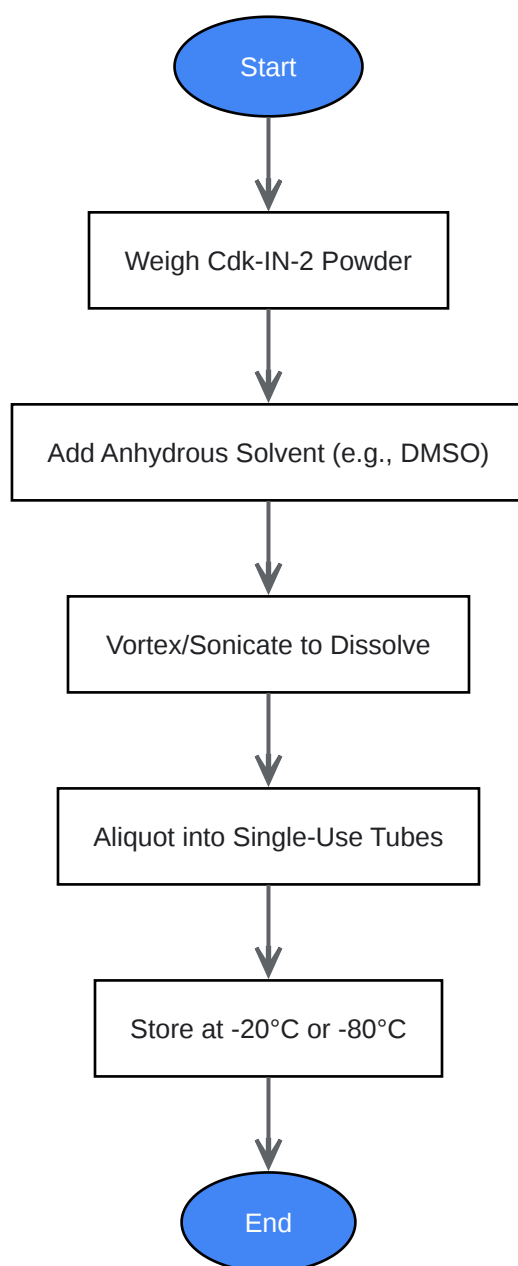 Start
Weigh Cdk-IN-2 Powder
Add Anhydrous Solvent (e.g., DMSO)
Vortex/Sonicate to Dissolve
Aliquot into Single-Use Tubes
Store at -20°C or -80°C
End